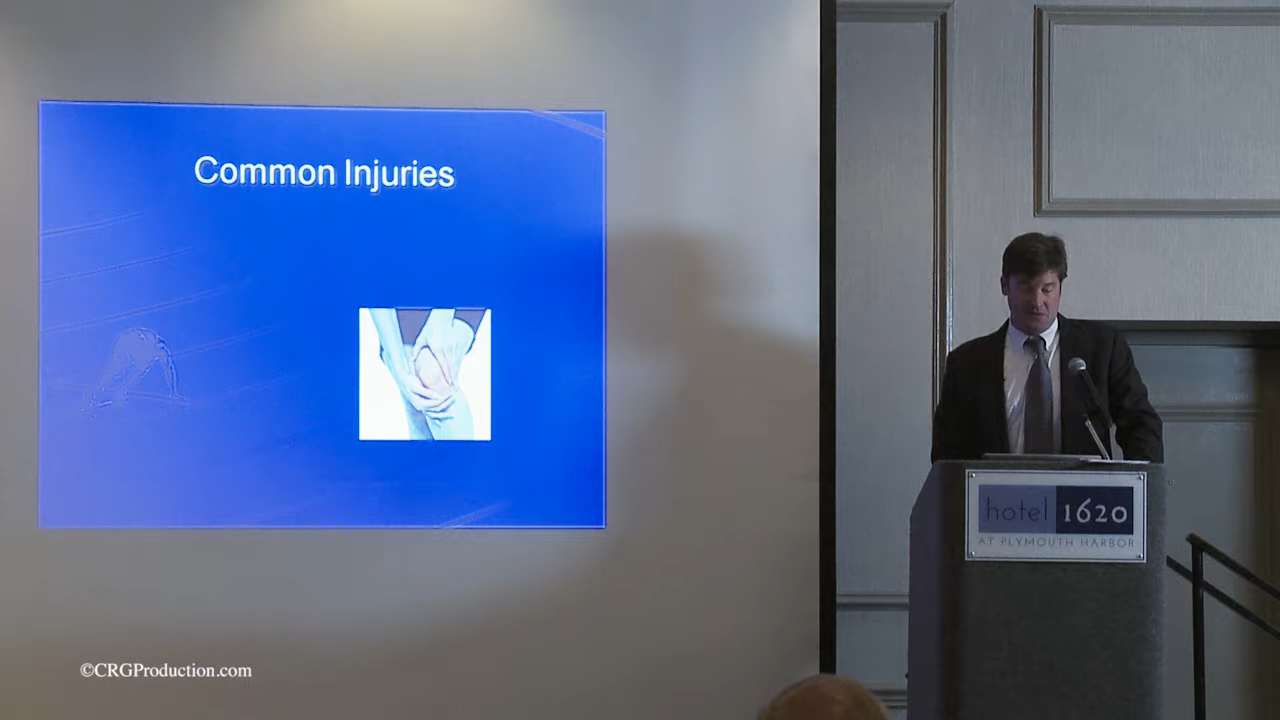 Common Injuries
hotel 1620
AT PLYMOUTH HARBOR
©CRGProduction.com